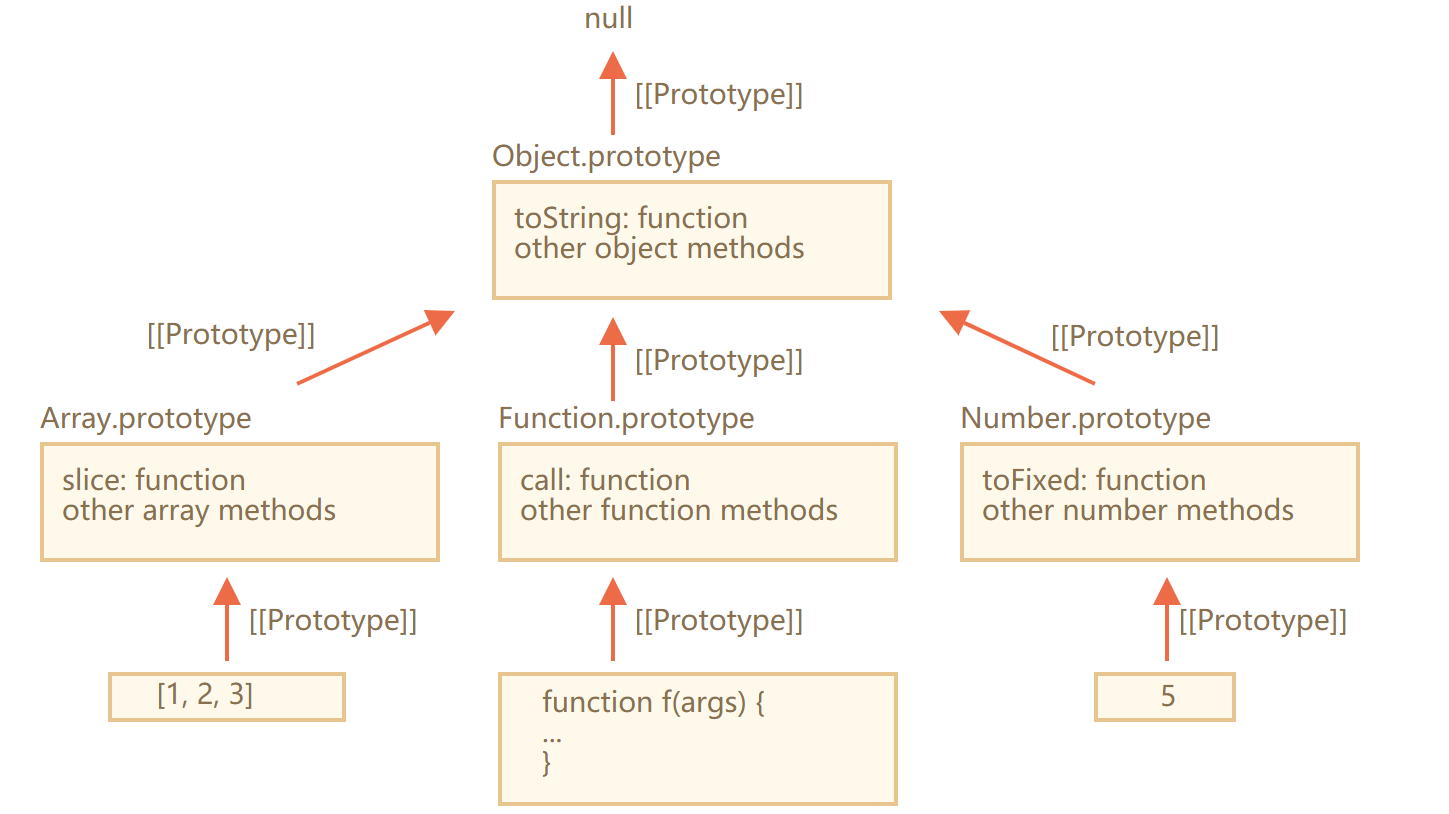 null
[[Prototype]]
Object.prototype
toString: function
other object methods
[[Prototype]]
[[Prototype]]
[[Prototype]]
Array.prototype
Function.prototype
Number.prototype
slice: function
other array methods
call: function
other function methods
toFixed: function
other number methods
[[Prototype]]
[[Prototype]]
[[Prototype]]
[1, 2, 3]
function f(args) {
...
}
5